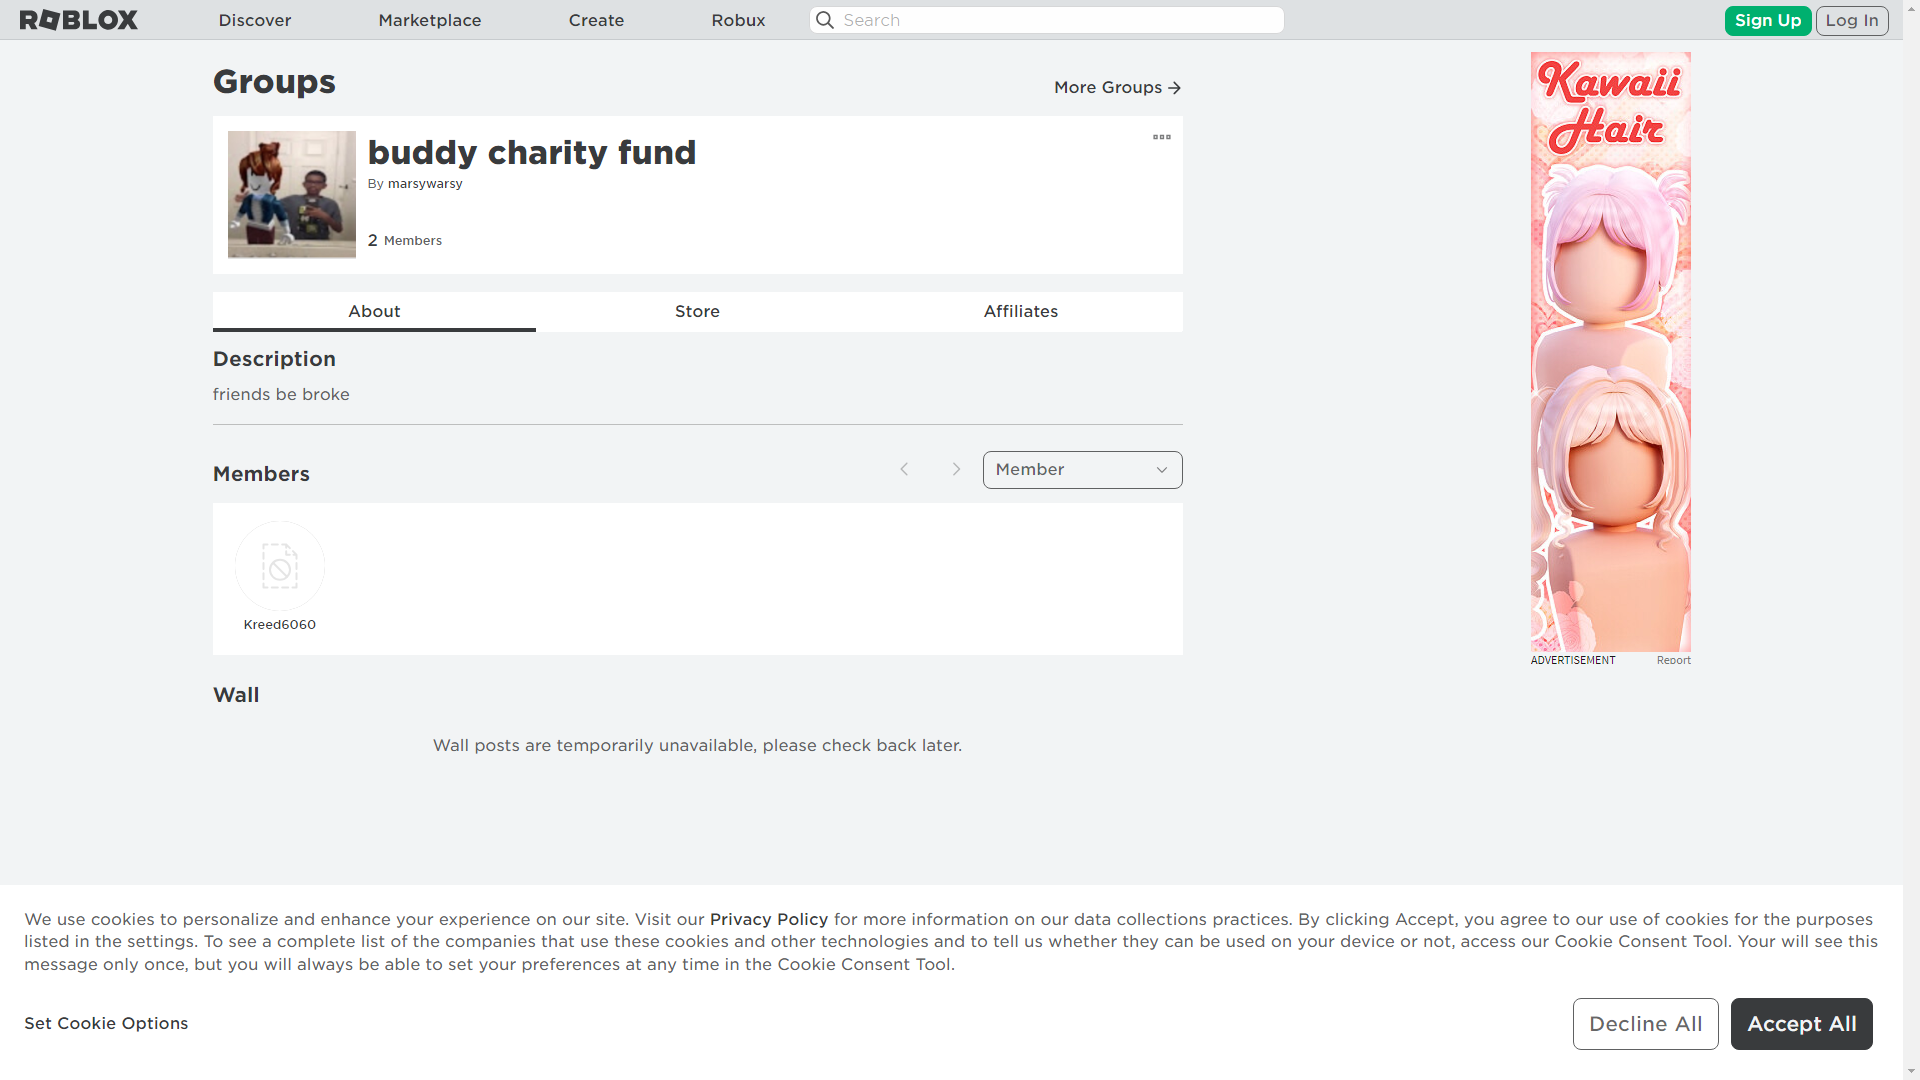 ROBLOX Discover Marketplace Create Robux Search Sign Up Log In
Groups
More Groups
buddy charity fund
By marsywarsy
2 Members
About Store Affiliates
Description
friends be broke
Members
Member
Kreed6060
Wall
Wall posts are temporarily unavailable, please check back later.
Kawaii
Hair
ADVERTISEMENT Report
We use cookies to personalize and enhance your experience on our site. Visit our Privacy Policy for more information on our data collections practices. By clicking Accept, you agree to our use of cookies for the purposes
listed in the settings. To see a complete list of the companies that use these cookies and other technologies and to tell us whether they can be used on your device or not, access our Cookie Consent Tool. Your will see this
message only once, but you will always be able to set your preferences at any time in the Cookie Consent Tool.
Set Cookie Options
Decline All
Accept All